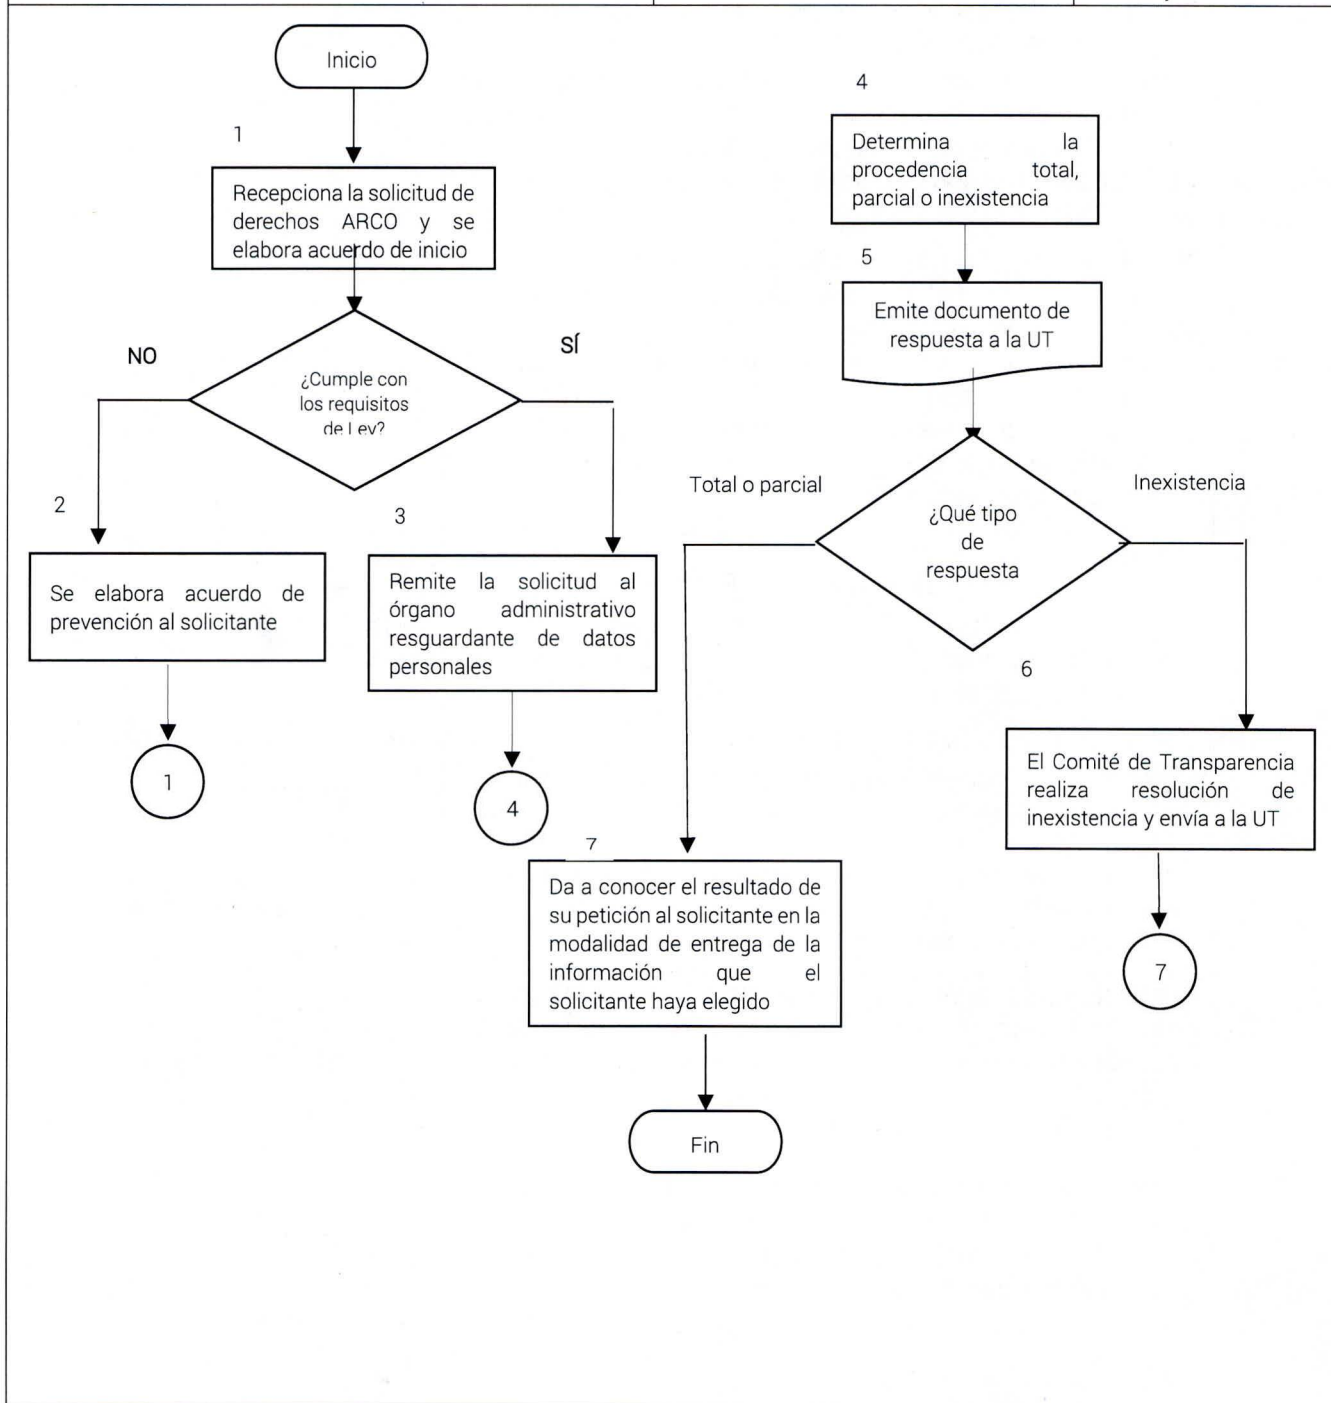 Inicio
1
Recepciona la solicitud de
derechos ARCO y se
elabora acuerdo de inicio
NO
SÍ
¿Cumple con
los requisitos
de Ley?
2
Se elabora acuerdo de
prevención al solicitante
1
3
Remite la solicitud al
órgano administrativo
resguardante de datos
personales
4
4
Determina la
procedencia total,
parcial o inexistencia
5
Emite documento de
respuesta a la UT
Total o parcial
Inexistencia
¿Qué tipo
de
respuesta
6
El Comité de Transparencia
realiza resolución de
inexistencia y envía a la UT
7
7
Da a conocer el resultado de
su petición al solicitante en la
modalidad de entrega de la
información que el
solicitante haya elegido
Fin